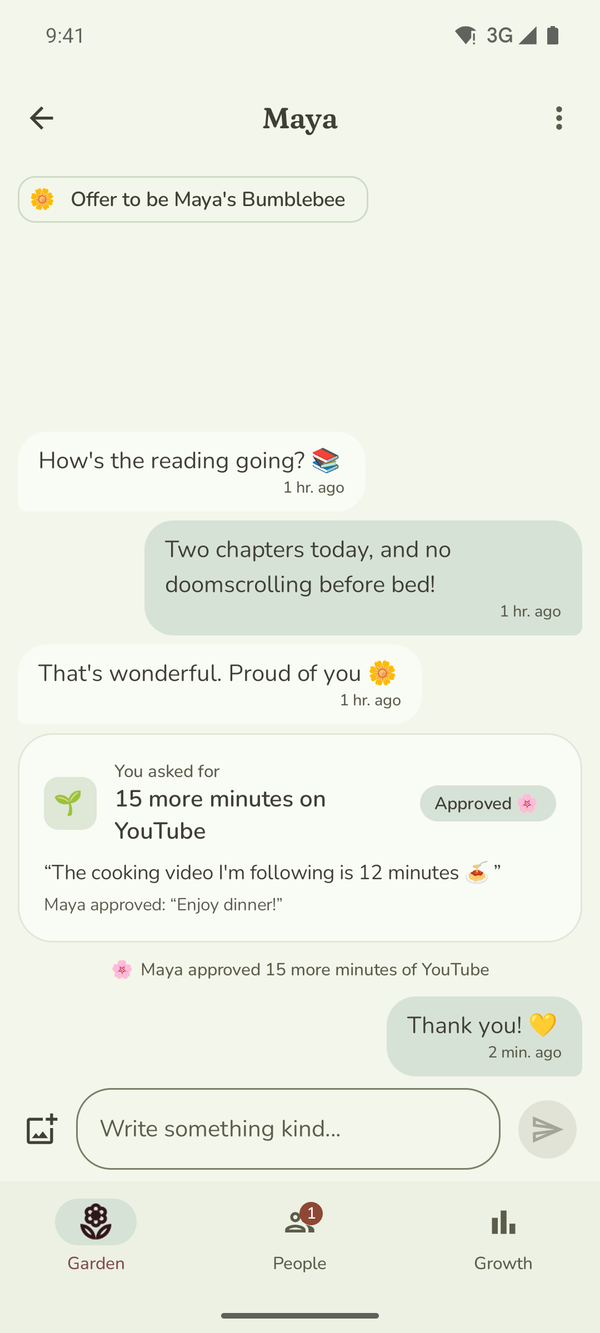 9:41
3G
Maya
🌼 Offer to be Maya's Bumblebee
How's the reading going? 📚
1 hr. ago
Two chapters today, and no
doomscrolling before bed!
1 hr. ago
That's wonderful. Proud of you 🌼
1 hr. ago
You asked for
15 more minutes on
YouTube
Approved 🌸
“The cooking video I'm following is 12 minutes 🍝 ”
Maya approved: “Enjoy dinner!”
🌸 Maya approved 15 more minutes of YouTube
Thank you! 💛
2 min. ago
Write something kind...
1
Garden
People
Growth